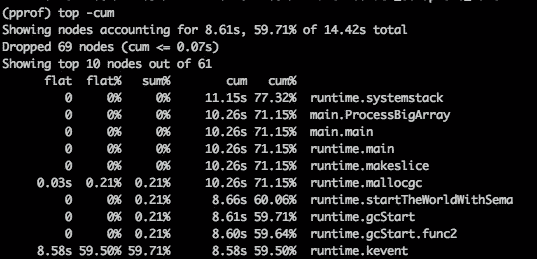 (pprof) top -cum
Showing nodes accounting for 8.61s, 59.71% of 14.42s total
Dropped 69 nodes (cum <= 0.07s)
Showing top 10 nodes out of 61
flat flat% sum% cum cum%
0 0% 0% 11.15s 77.32% runtime.systemstack
0 0% 0% 10.26s 71.15% main.ProcessBigArray
0 0% 0% 10.26s 71.15% main.main
0 0% 0% 10.26s 71.15% runtime.main
0 0% 0% 10.26s 71.15% runtime.makeslice
0.03s 0.21% 0.21% 10.26s 71.15% runtime.mallocgc
0 0% 0.21% 8.66s 60.06% runtime.startTheWorldWithSema
0 0% 0.21% 8.61s 59.71% runtime.gcStart
0 0% 0.21% 8.60s 59.64% runtime.gcStart.func2
8.58s 59.50% 59.71% 8.58s 59.50% runtime.kevent